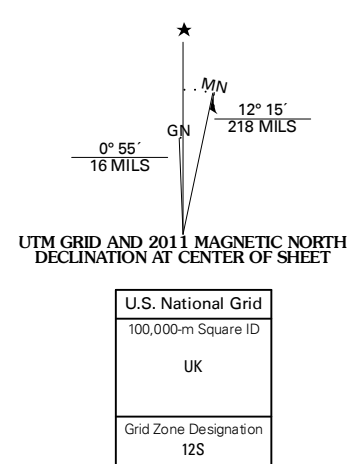 ★
MN
GN
12° 15´
218 MILS
0° 55´
16 MILS
UTM GRID AND 2011 MAGNETIC NORTH
DECLINATION AT CENTER OF SHEET
U.S. National Grid
100,000-m Square ID
UK
Grid Zone Designation
12S